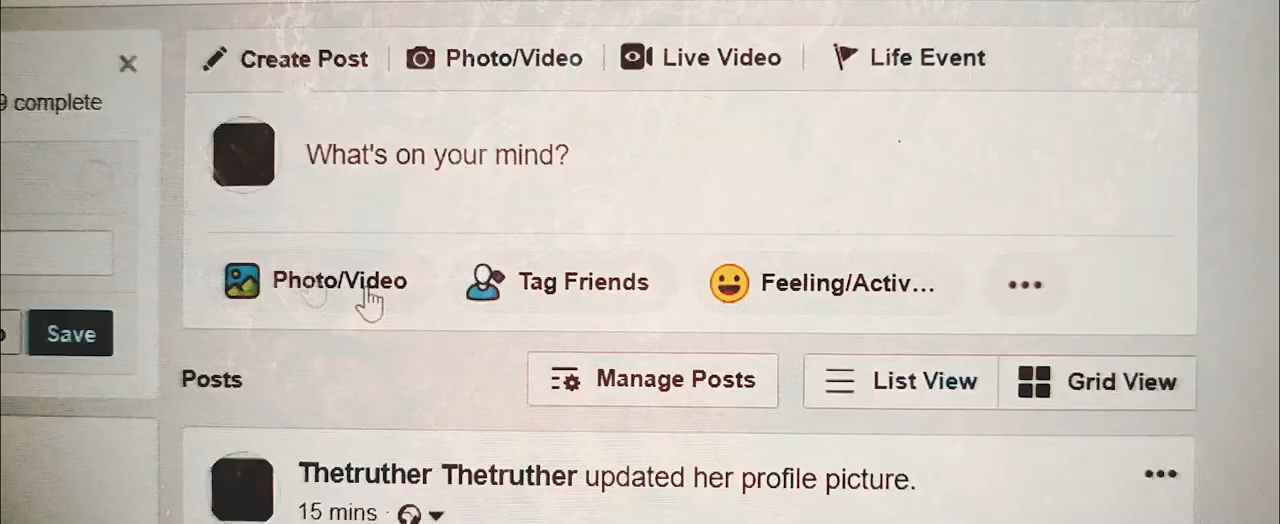 Create Post Photo/Video Live Video Life Event
complete
What's on your mind?
Photo/Video Tag Friends Feeling/Activ...
Save
Posts Manage Posts List View Grid View
Thetruther Thetruther updated her profile picture.
15 mins